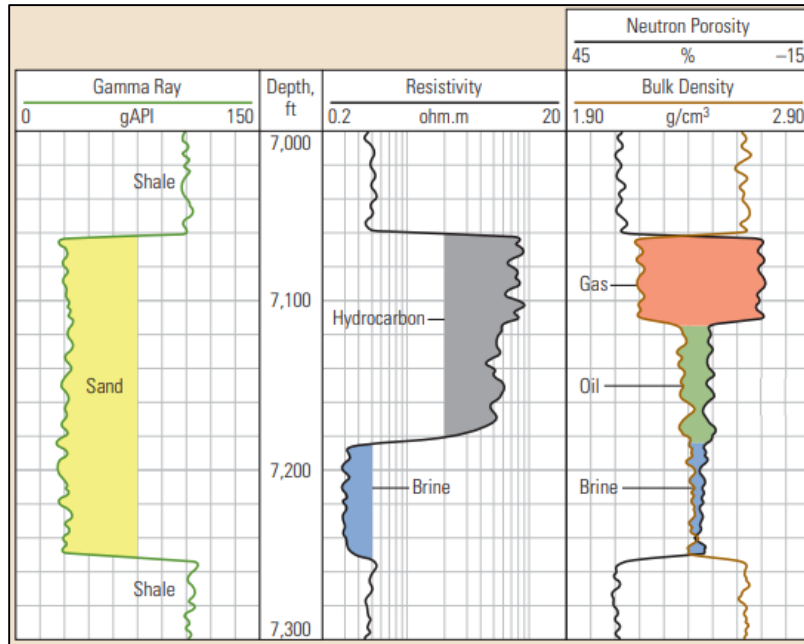 Neutron Porosity
45 % –15
Gamma Ray
0 gAPI 150
Depth,
ft
Resistivity
0.2 ohm.m 20
Bulk Density
1.90 g/cm³ 2.90
7,000
Shale
7,100
Gas
Hydrocarbon
Sand
Oil
7,200
Brine
Brine
Shale
7,300